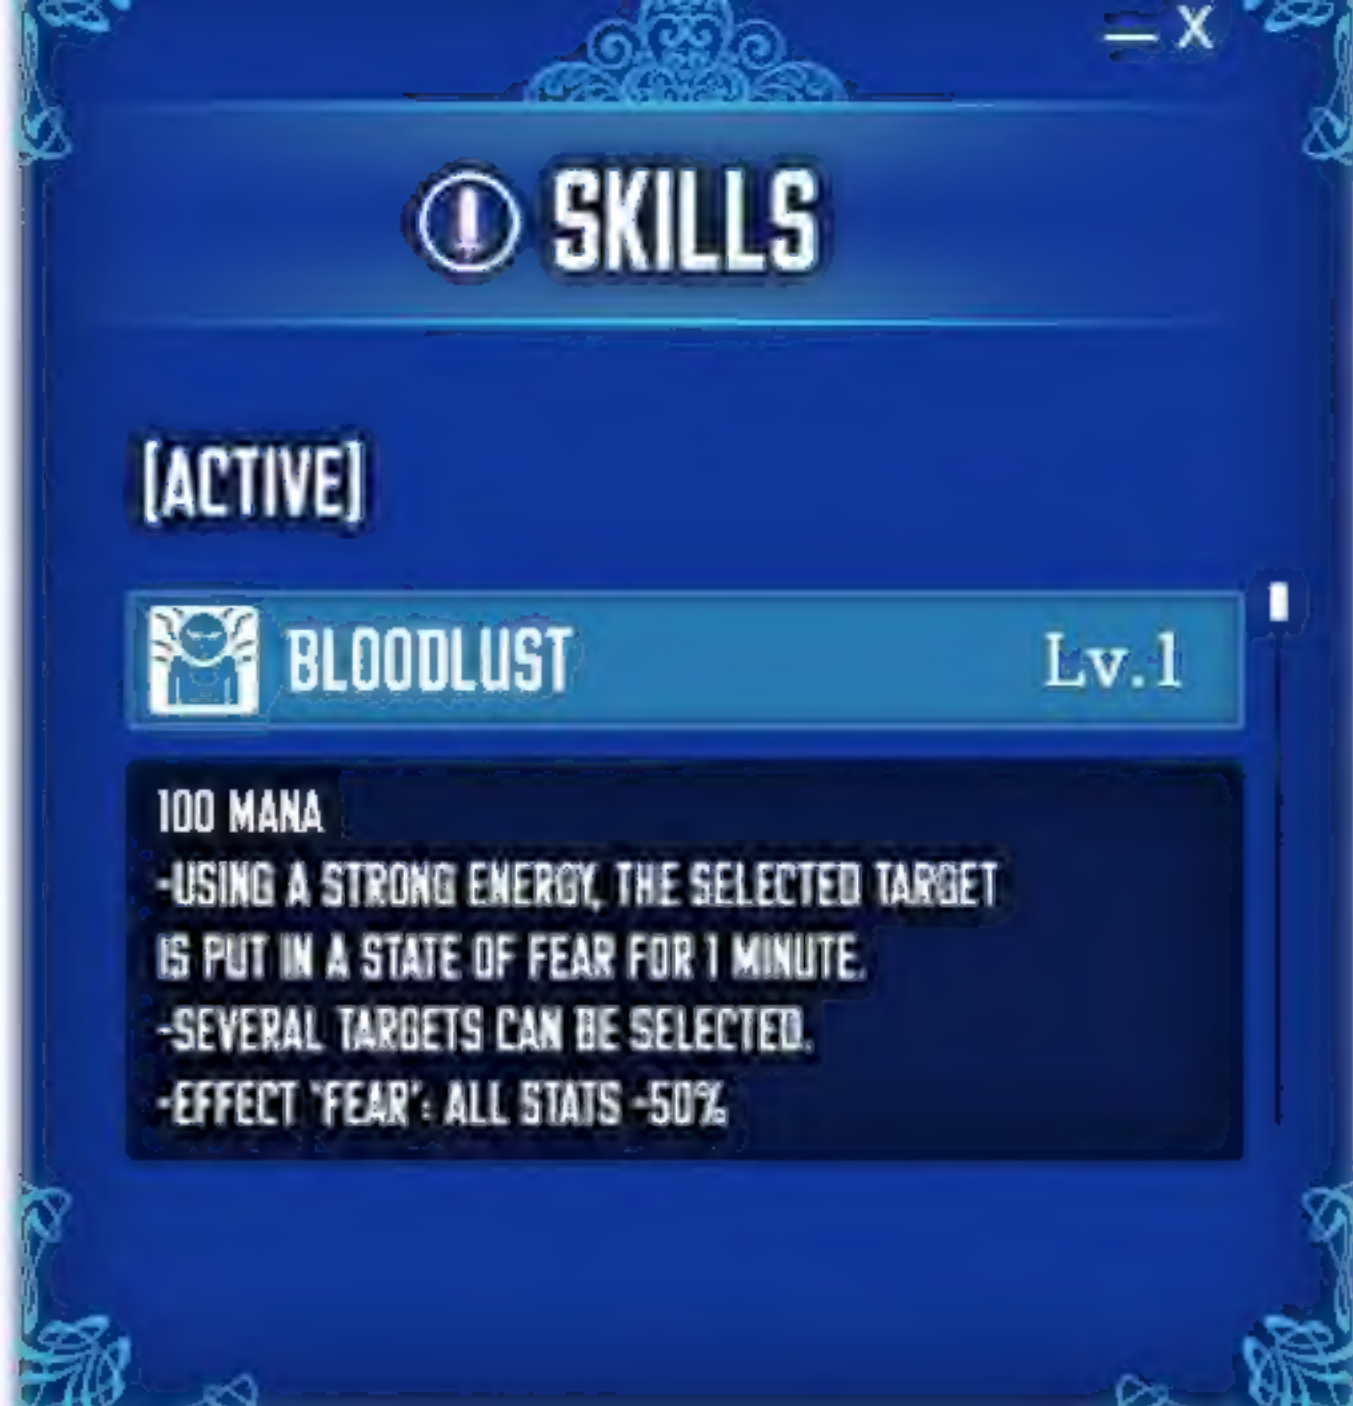 — X
SKILLS
[ACTIVE]
BLOODLUST Lv.1
100 MANA
-USING A STRONG ENERGY, THE SELECTED TARGET
IS PUT IN A STATE OF FEAR FOR 1 MINUTE.
-SEVERAL TARGETS CAN BE SELECTED.
-EFFECT 'FEAR': ALL STATS -50%